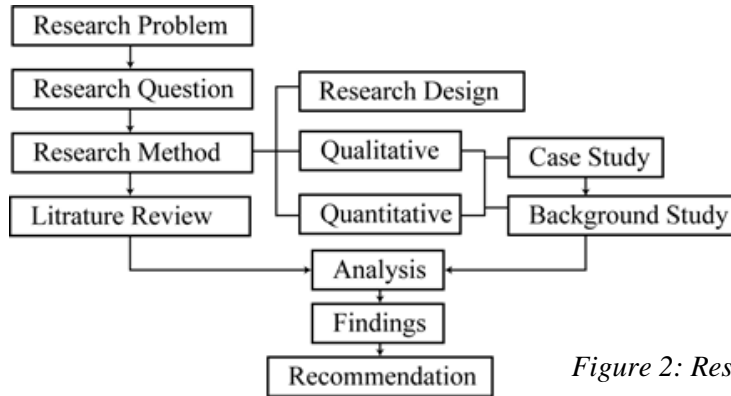 Research Problem
Research Question
Research Design
Research Method
Qualitative
Case Study
Litrature Review
Quantitative
Background Study
Analysis
Findings
Recommendation
Figure 2: Res